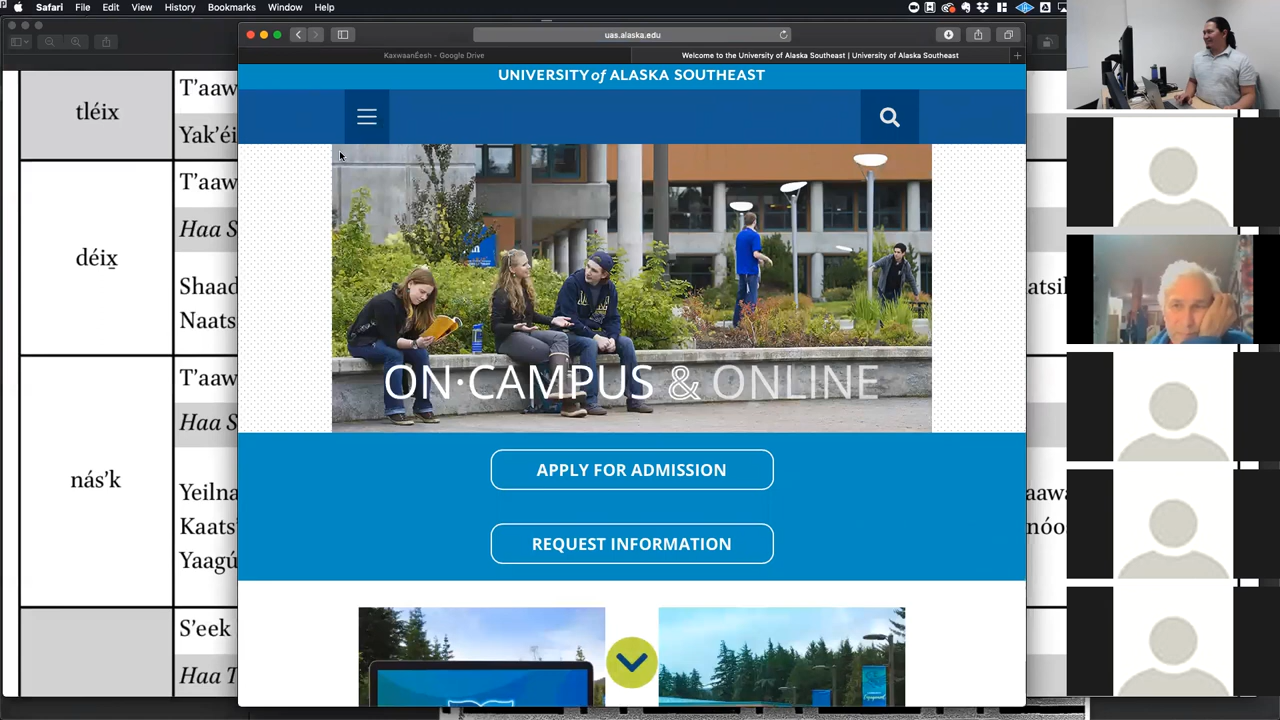 Safari File Edit View History Bookmarks Window Help
uas.alaska.edu
KaxwaanÉesh - Google Drive
Welcome to the University of Alaska Southeast | University of Alaska Southeast
UNIVERSITY of ALASKA SOUTHEAST
ON·CAMPUS & ONLINE
APPLY FOR ADMISSION
REQUEST INFORMATION
tléix
T’aaw
Yak’éi
déix̱
T’aaw
Haa S
Shaad
Naats
atsil
nás’k
T’aaw
Haa S
Yeilna
Kaats
Yaagú
aawa
nóo
S’eek
Haa T